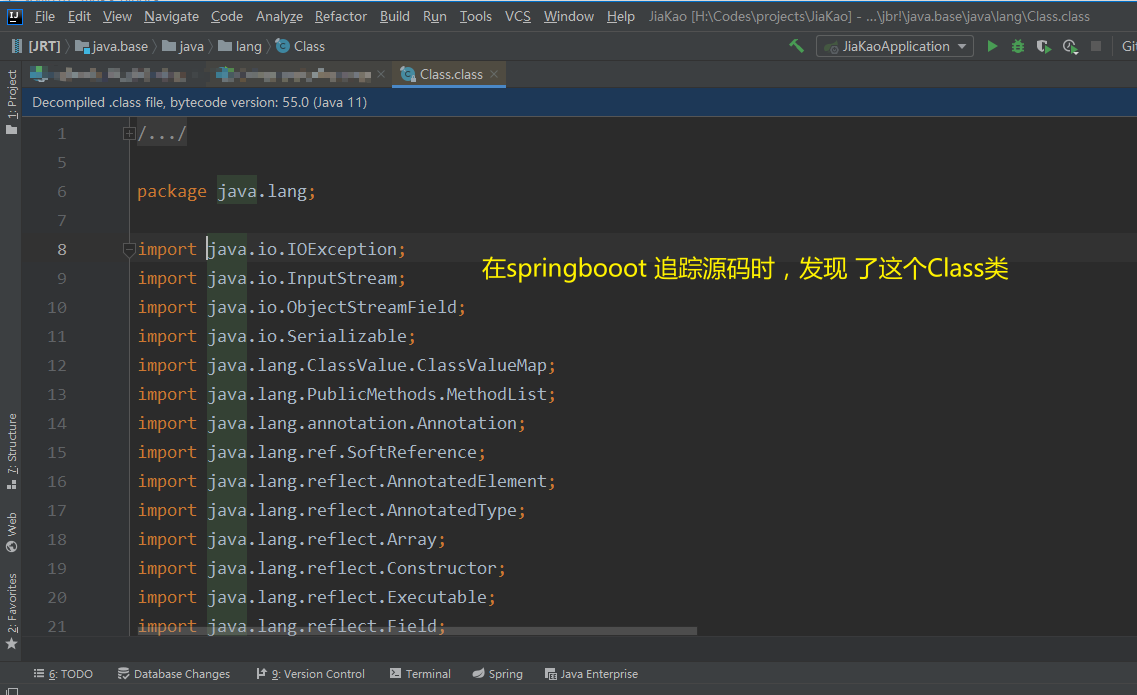 File Edit View Navigate Code Analyze Refactor Build Run Tools VCS Window Help JiaKao [H:\Codes\projects\JiaKao] - ...\jbr!\java.base\java\lang\Class.class
[JRT] java.base java lang Class JiaKaoApplication Git
Class.class
Decompiled .class file, bytecode version: 55.0 (Java 11)
1 /.../
5
6 package java.lang;
7
8 import java.io.IOException;
在springbooot 追踪源码时，发现 了这个Class类
9 import java.io.InputStream;
10 import java.io.ObjectStreamField;
11 import java.io.Serializable;
12 import java.lang.ClassValue.ClassValueMap;
13 import java.lang.PublicMethods.MethodList;
14 import java.lang.annotation.Annotation;
15 import java.lang.ref.SoftReference;
16 import java.lang.reflect.AnnotatedElement;
17 import java.lang.reflect.AnnotatedType;
18 import java.lang.reflect.Array;
19 import java.lang.reflect.Constructor;
20 import java.lang.reflect.Executable;
21 import java.lang.reflect.Field;
1: Project
7: Structure
Web
2: Favorites
6: TODO Database Changes 9: Version Control Terminal Spring Java Enterprise